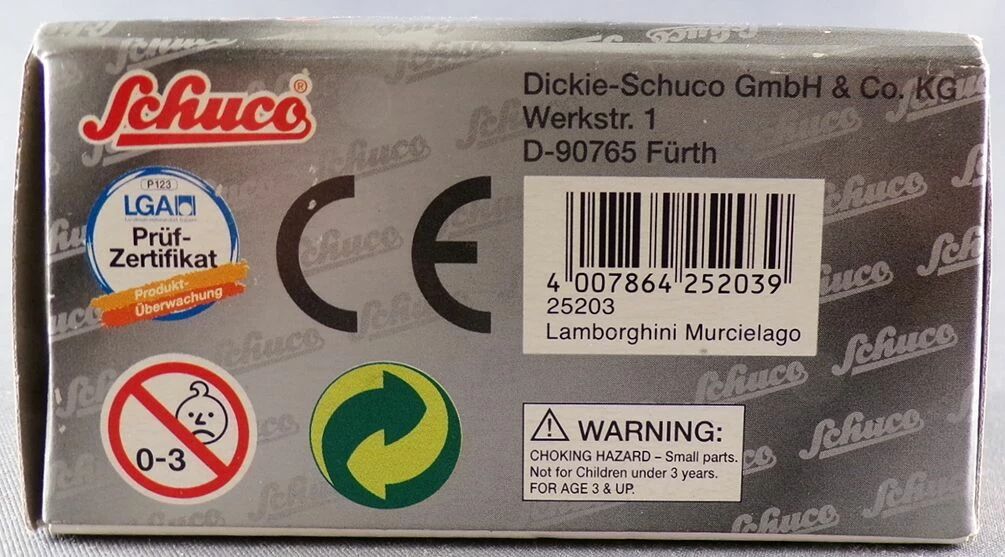 Schuco®
Dickie-Schuco GmbH & Co. KG
Werkstr. 1
D-90765 Fürth
P123
LGA
Prüf-
Zertifikat
Produkt-
Überwachung
CE
4 007864 252039
25203
Lamborghini Murcielago
0-3
WARNING:
CHOKING HAZARD – Small parts.
Not for Children under 3 years.
FOR AGE 3 & UP.